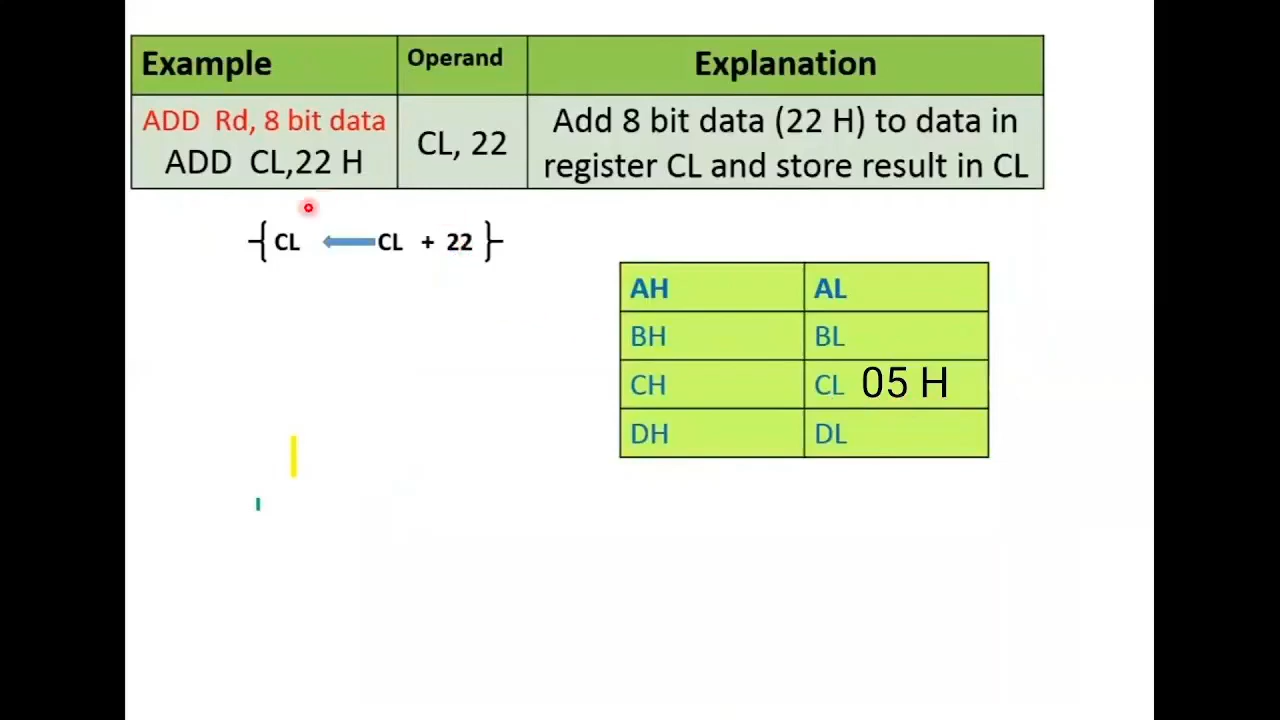 Example Operand Explanation
ADD Rd, 8 bit data
ADD CL,22 H
CL, 22
Add 8 bit data (22 H) to data in
register CL and store result in CL
{ CL ← CL + 22 }
AH AL
BH BL
CH CL 05 H
DH DL